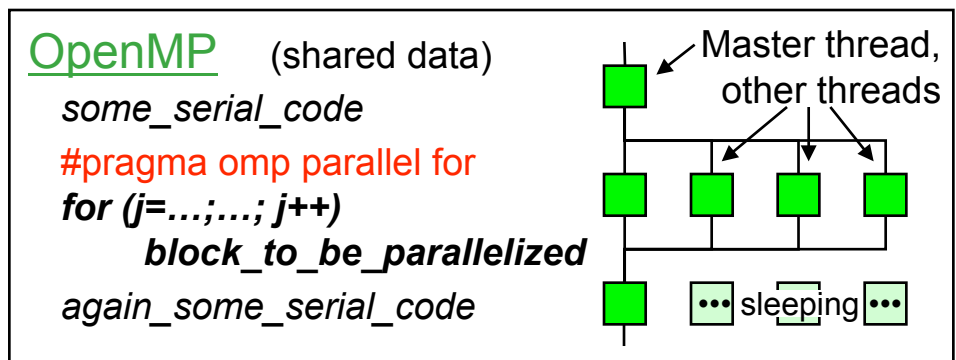 OpenMP (shared data)
some_serial_code
#pragma omp parallel for
for (j=…;…; j++)
block_to_be_parallelized
again_some_serial_code
Master thread,
other threads
••• sleeping •••